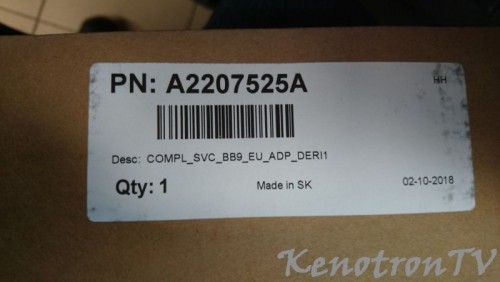 PN: A2207525A
HH
Desc: COMPL_SVC_BB9_EU_ADP_DERI1
Qty: 1
Made in SK
02-10-2018
KenotronTV